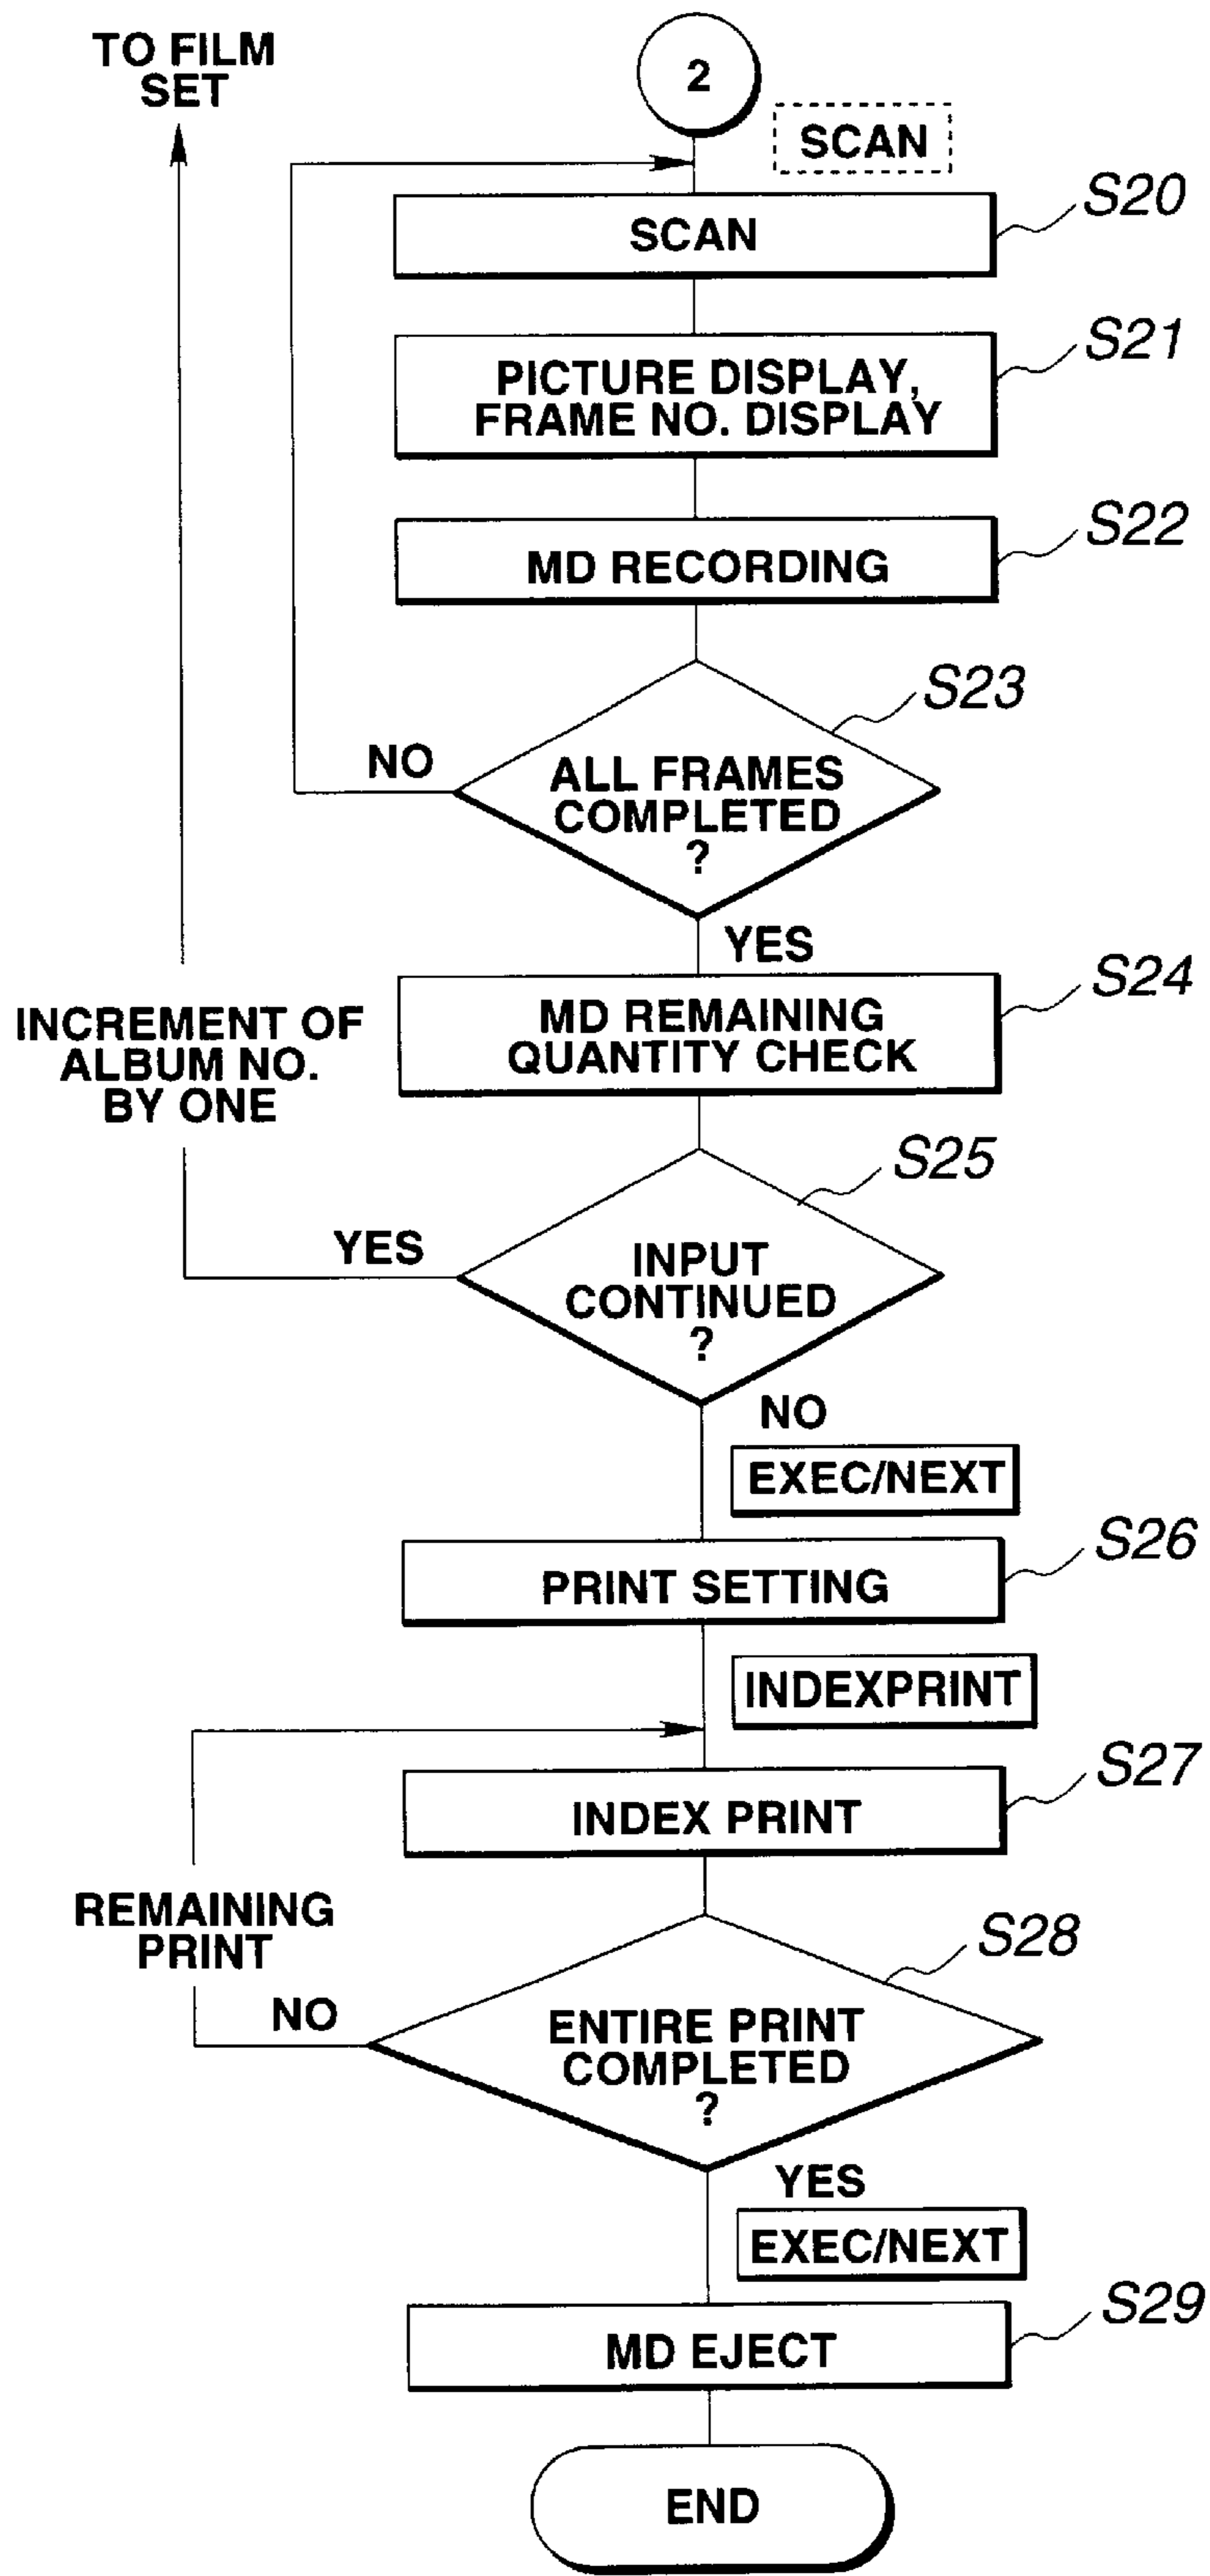 TO FILM
SET
2
SCAN
SCAN
S20
PICTURE DISPLAY,
FRAME NO. DISPLAY
S21
MD RECORDING
S22
S23
NO
ALL FRAMES
COMPLETED
?
YES
MD REMAINING
QUANTITY CHECK
S24
INCREMENT OF
ALBUM NO.
BY ONE
S25
YES
INPUT
CONTINUED
?
NO
EXEC/NEXT
PRINT SETTING
S26
INDEXPRINT
INDEX PRINT
S27
REMAINING
PRINT
S28
NO
ENTIRE PRINT
COMPLETED
?
YES
EXEC/NEXT
MD EJECT
S29
END